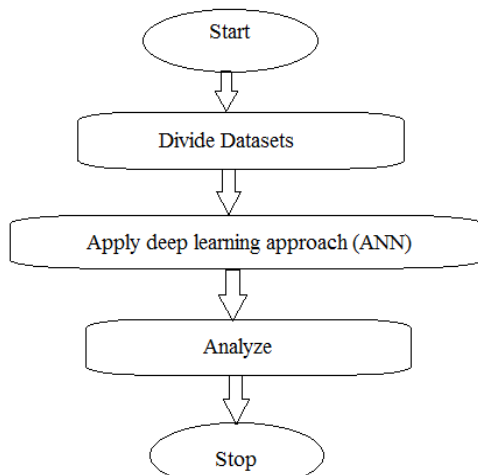 Start
Divide Datasets
Apply deep learning approach (ANN)
Analyze
Stop